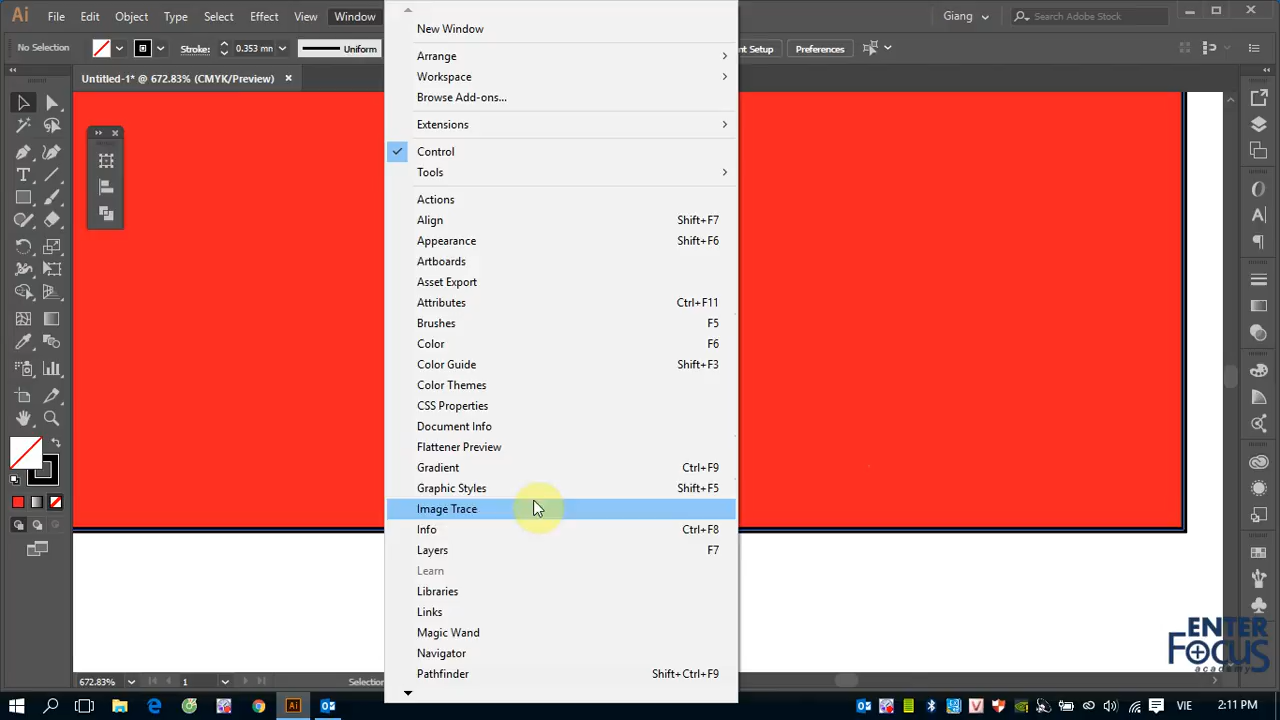 Ai File Edit Object Type Select Effect View Window Giang Search Adobe Stock
No Selection Stroke: 0.353 mn Uniform Preferences
Untitled-1* @ 672.83% (CMYK/Preview)
New Window
Arrange
Workspace
Browse Add-ons...
Extensions
Control
Tools
Actions
Align Shift+F7
Appearance Shift+F6
Artboards
Asset Export
Attributes Ctrl+F11
Brushes F5
Color F6
Color Guide Shift+F3
Color Themes
CSS Properties
Document Info
Flattener Preview
Gradient Ctrl+F9
Graphic Styles Shift+F5
Image Trace
Info Ctrl+F8
Layers F7
Learn
Libraries
Links
Magic Wand
Navigator
Pathfinder Shift+Ctrl+F9
ENTER
FOCUS
academy
672.83% 1 Selection
VIE 2:11 PM